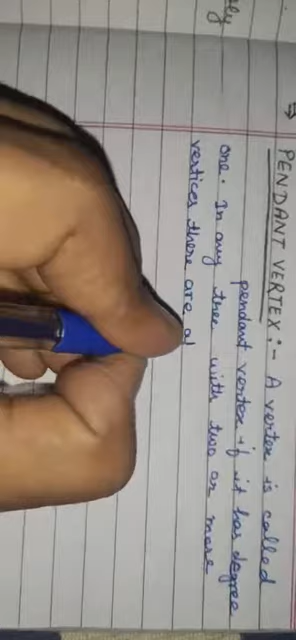 ely
⇒ PENDANT VERTEX :- A vertex is called
pendant vertex if it has degree
one. In any tree with two or more
vertices there are a